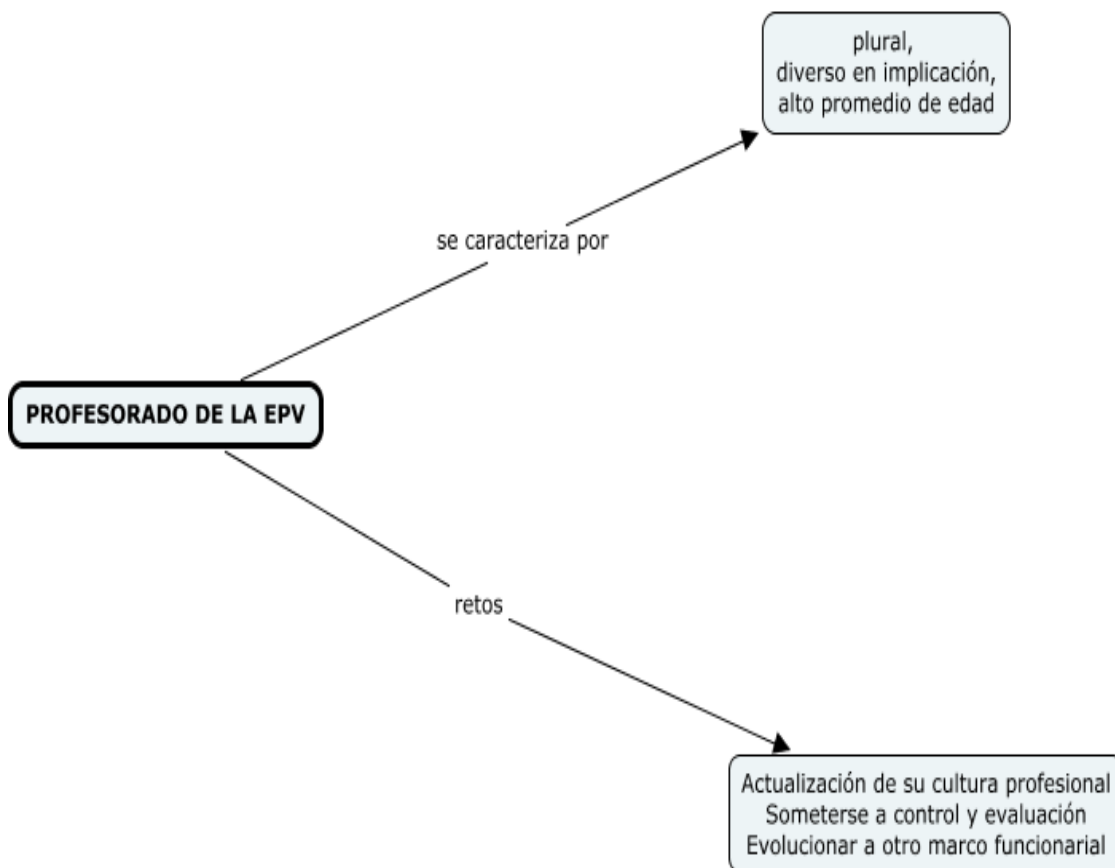 plural,
diverso en implicación,
alto promedio de edad
se caracteriza por
PROFESORADO DE LA EPV
retos
Actualización de su cultura profesional
Someterse a control y evaluación
Evolucionar a otro marco funcionarial